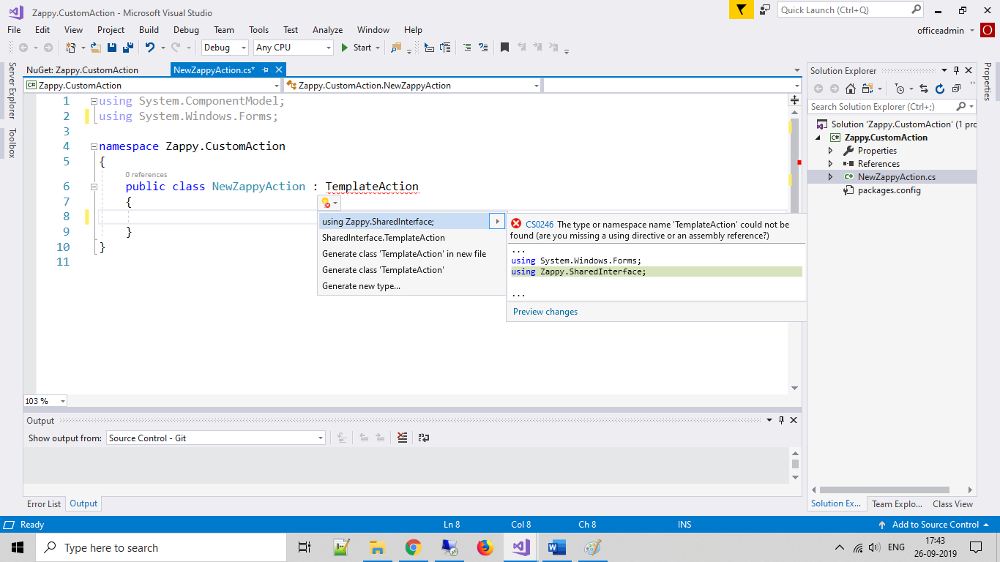 Zappy.CustomAction - Microsoft Visual Studio
Quick Launch (Ctrl+Q)
File Edit View Project Build Debug Team Tools Test Analyze Window Help
officeadmin O
Debug Any CPU Start
Server Explorer
Toolbox
NuGet: Zappy.CustomAction NewZappyAction.cs*
C# Zappy.CustomAction Zappy.CustomAction.NewZappyAction
1 using System.ComponentModel;
2 using System.Windows.Forms;
3
4 namespace Zappy.CustomAction
5 {
0 references
6 public class NewZappyAction : TemplateAction
7 {
8
9 }
10 }
11
using Zappy.SharedInterface;
SharedInterface.TemplateAction
Generate class 'TemplateAction' in new file
Generate class 'TemplateAction'
Generate new type...
CS0246 The type or namespace name 'TemplateAction' could not be
found (are you missing a using directive or an assembly reference?)
...
using System.Windows.Forms;
using Zappy.SharedInterface;
...
Preview changes
103 %
Output
Show output from: Source Control - Git
Error List Output
Solution Explorer
Search Solution Explorer (Ctrl+;)
Solution 'Zappy.CustomAction' (1 pro
C# Zappy.CustomAction
Properties
References
C# NewZappyAction.cs
packages.config
Solution Ex... Team Explo... Class View
Properties
Ready Ln 8 Col 8 Ch 8 INS Add to Source Control
Type here to search
ENG
17:43
26-09-2019